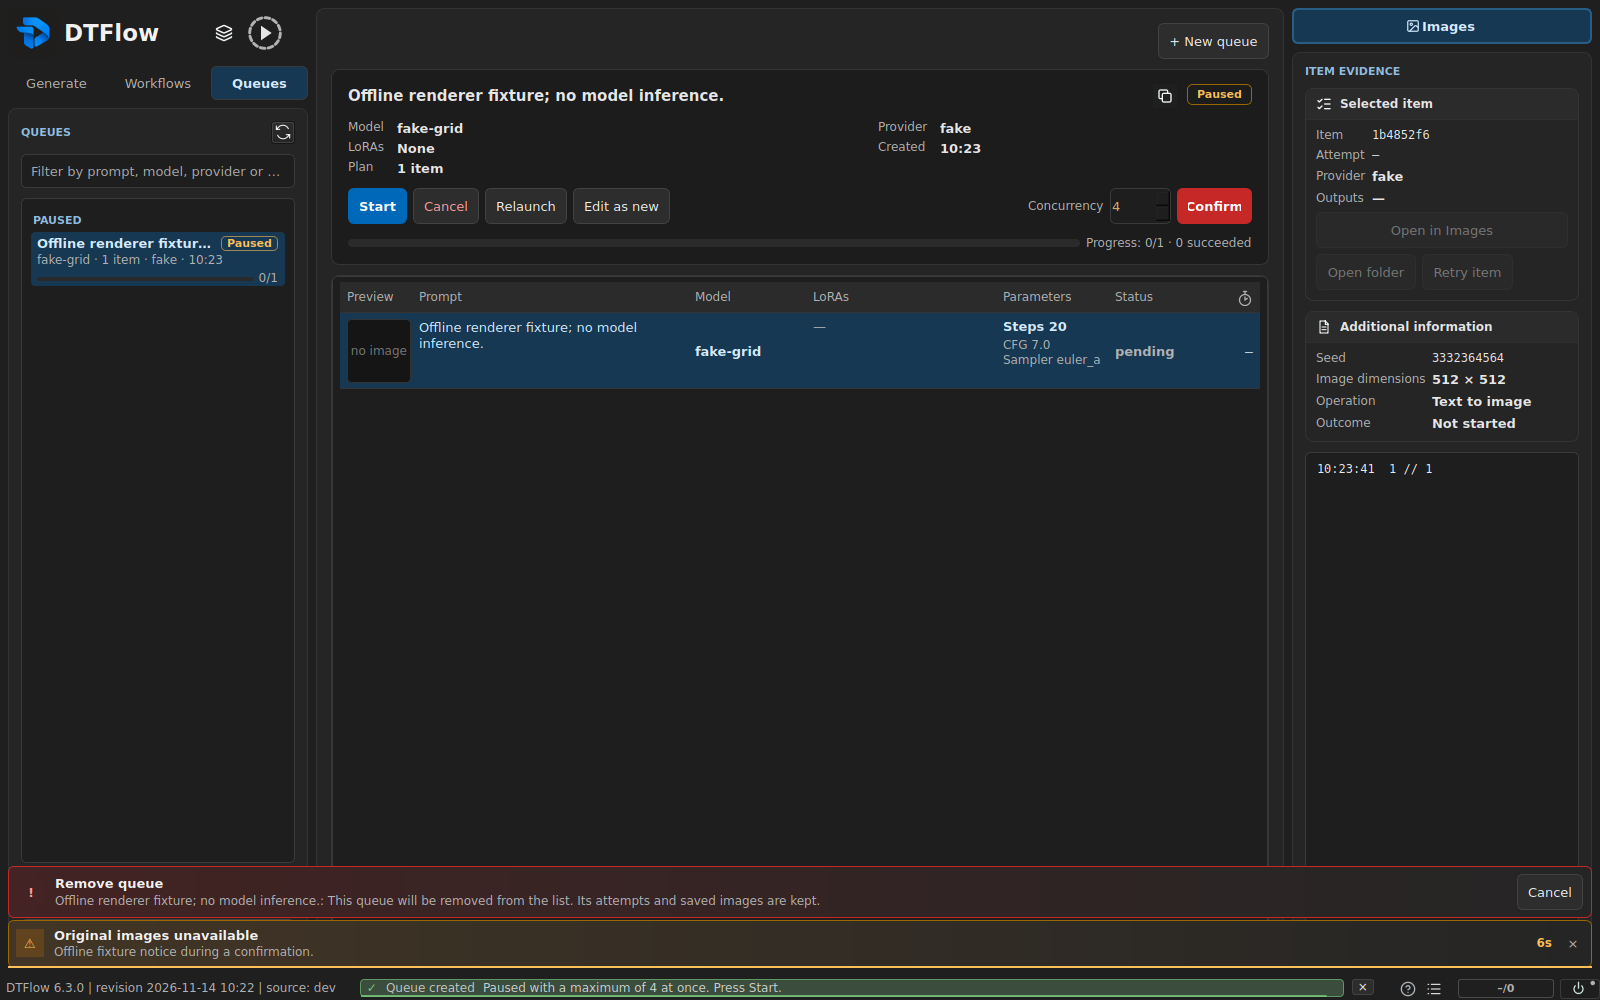 DTFlow
Generate Workflows Queues
QUEUES
Filter by prompt, model, provider or ...
PAUSED
Offline renderer fixtur... Paused
fake-grid · 1 item · fake · 10:23
0/1
+ New queue
Offline renderer fixture; no model inference. Paused
Model fake-grid Provider fake
LoRAs None Created 10:23
Plan 1 item
Start Cancel Relaunch Edit as new Concurrency 4 Confirm
Progress: 0/1 · 0 succeeded
Preview Prompt Model LoRAs Parameters Status
no image
Offline renderer fixture; no model
inference.
fake-grid
—
Steps 20
CFG 7.0
Sampler euler_a
pending
–
Images
ITEM EVIDENCE
Selected item
Item 1b4852f6
Attempt –
Provider fake
Outputs —
Open in Images
Open folder Retry item
Additional information
Seed 3332364564
Image dimensions 512 × 512
Operation Text to image
Outcome Not started
10:23:41 1 // 1
! Remove queue
Offline renderer fixture; no model inference.: This queue will be removed from the list. Its attempts and saved images are kept.
Cancel
⚠ Original images unavailable
Offline fixture notice during a confirmation.
6s ×
DTFlow 6.3.0 | revision 2026-11-14 10:22 | source: dev
✓ Queue created Paused with a maximum of 4 at once. Press Start. ×
–/0